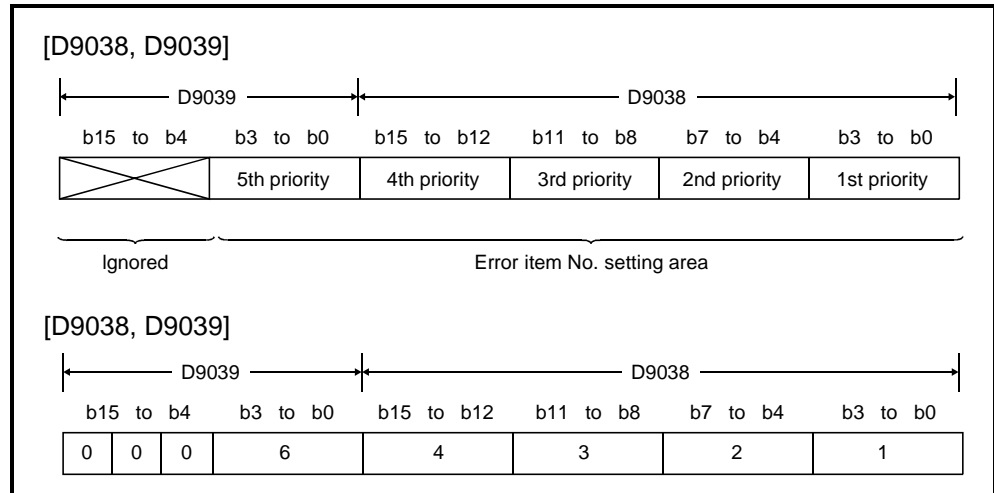 [D9038, D9039]
D9039 D9038
b15 to b4 b3 to b0 b15 to b12 b11 to b8 b7 to b4 b3 to b0
5th priority 4th priority 3rd priority 2nd priority 1st priority
Ignored Error item No. setting area
[D9038, D9039]
D9039 D9038
b15 to b4 b3 to b0 b15 to b12 b11 to b8 b7 to b4 b3 to b0
0 0 0 6 4 3 2 1